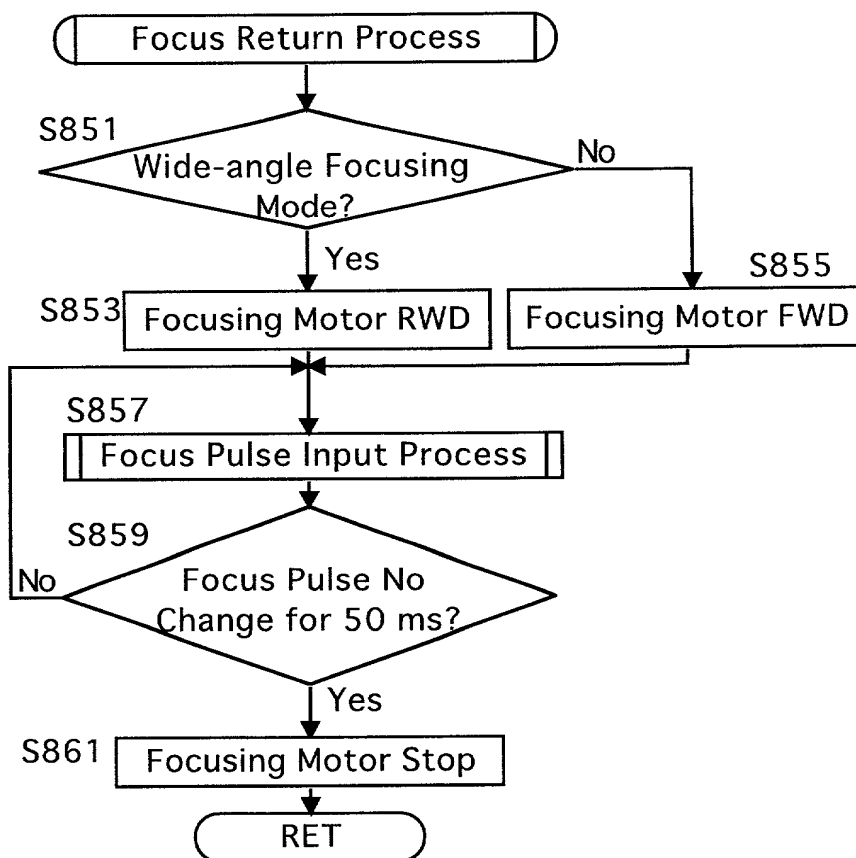 Focus Return Process
S851
Wide-angle Focusing
Mode?
No
Yes
S855
S853
Focusing Motor RWD
Focusing Motor FWD
S857
Focus Pulse Input Process
S859
No
Focus Pulse No
Change for 50 ms?
Yes
S861
Focusing Motor Stop
RET